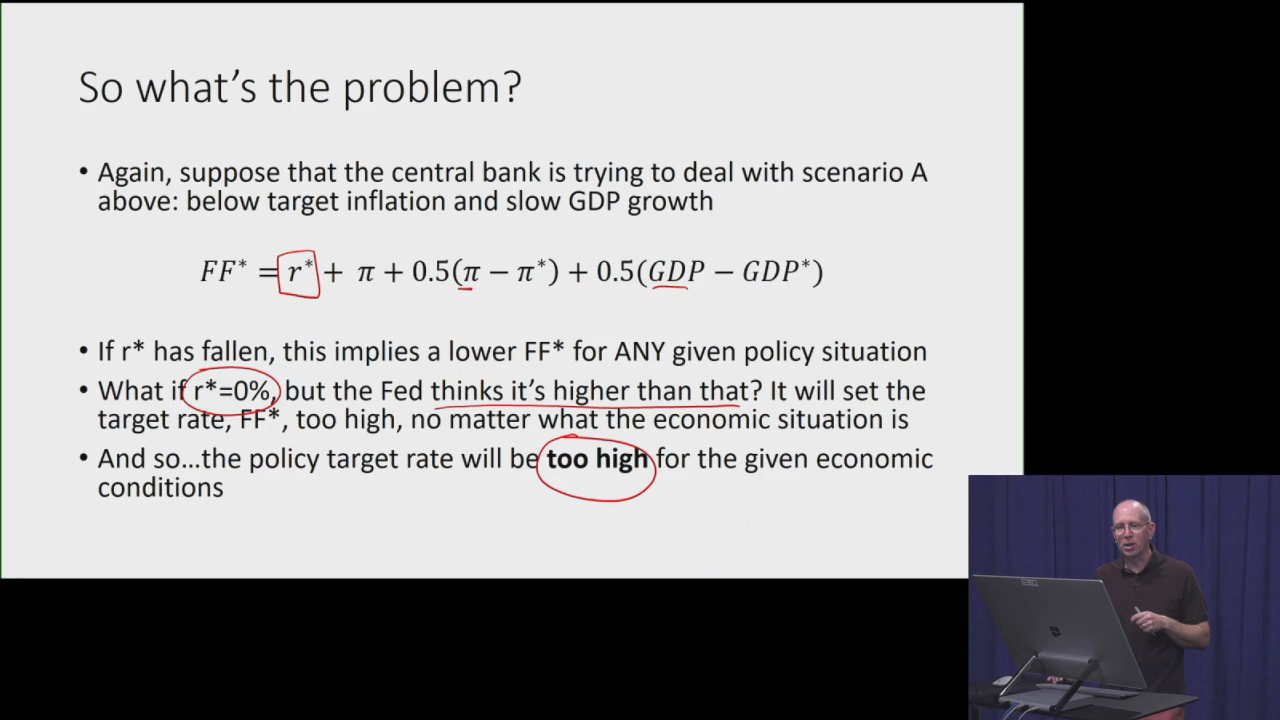 So what's the problem?
• Again, suppose that the central bank is trying to deal with scenario A
above: below target inflation and slow GDP growth
FF* = r* + π + 0.5(π − π*) + 0.5(GDP − GDP*)
• If r* has fallen, this implies a lower FF* for ANY given policy situation
• What if r*=0%, but the Fed thinks it's higher than that? It will set the
target rate, FF*, too high, no matter what the economic situation is
• And so…the policy target rate will be too high for the given economic
conditions